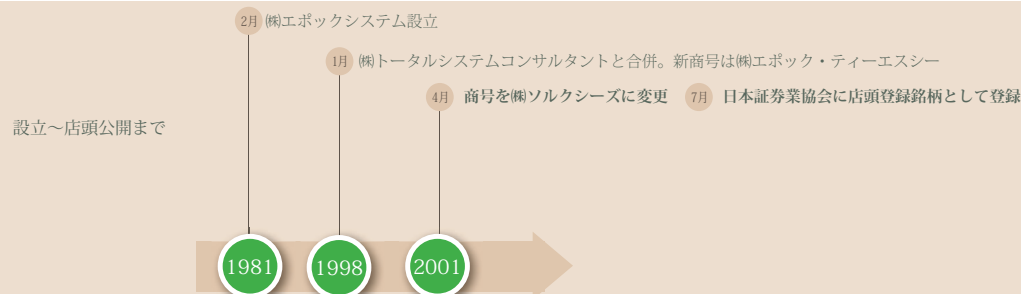 2月 ㈱エポックシステム設立
1月 ㈱トータルシステムコンサルタントと合併。新商号は㈱エポック・ティーエスシー
4月 商号を㈱ソルクシーズに変更 7月 日本証券業協会に店頭登録銘柄として登録
設立～店頭公開まで
1981 1998 2001